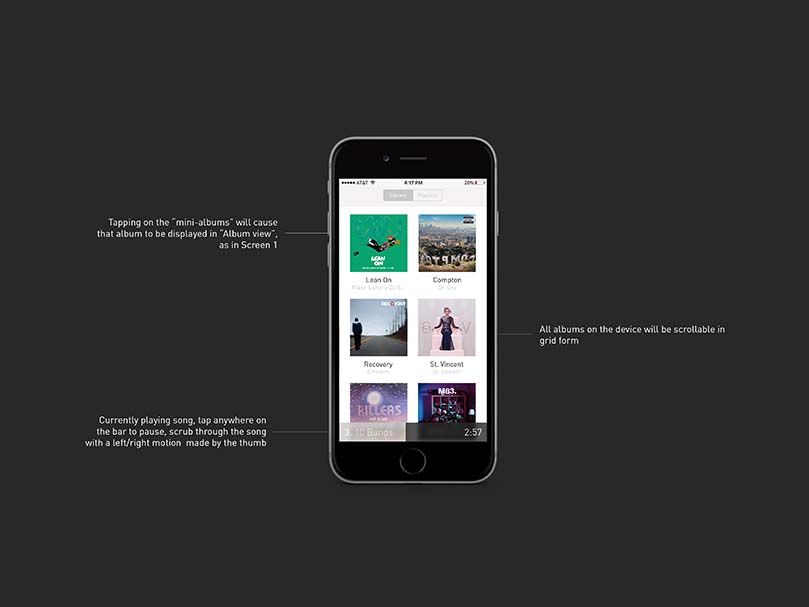 AT&T 4:17 PM 20%
Library Playlists
LEAN
ON
Lean On
Major Lazer x DJ S...
Compton
Dr. Dre
RECOVERY
Recovery
Eminem
St. Vincent
St. Vincent
KILLERS
M83.
3. 10 Bands 2:57
Tapping on the "mini-albums" will cause
that album to be displayed in "Album view",
as in Screen 1
All albums on the device will be scrollable in
grid form
Currently playing song, tap anywhere on
the bar to pause, scrub through the song
with a left/right motion made by the thumb